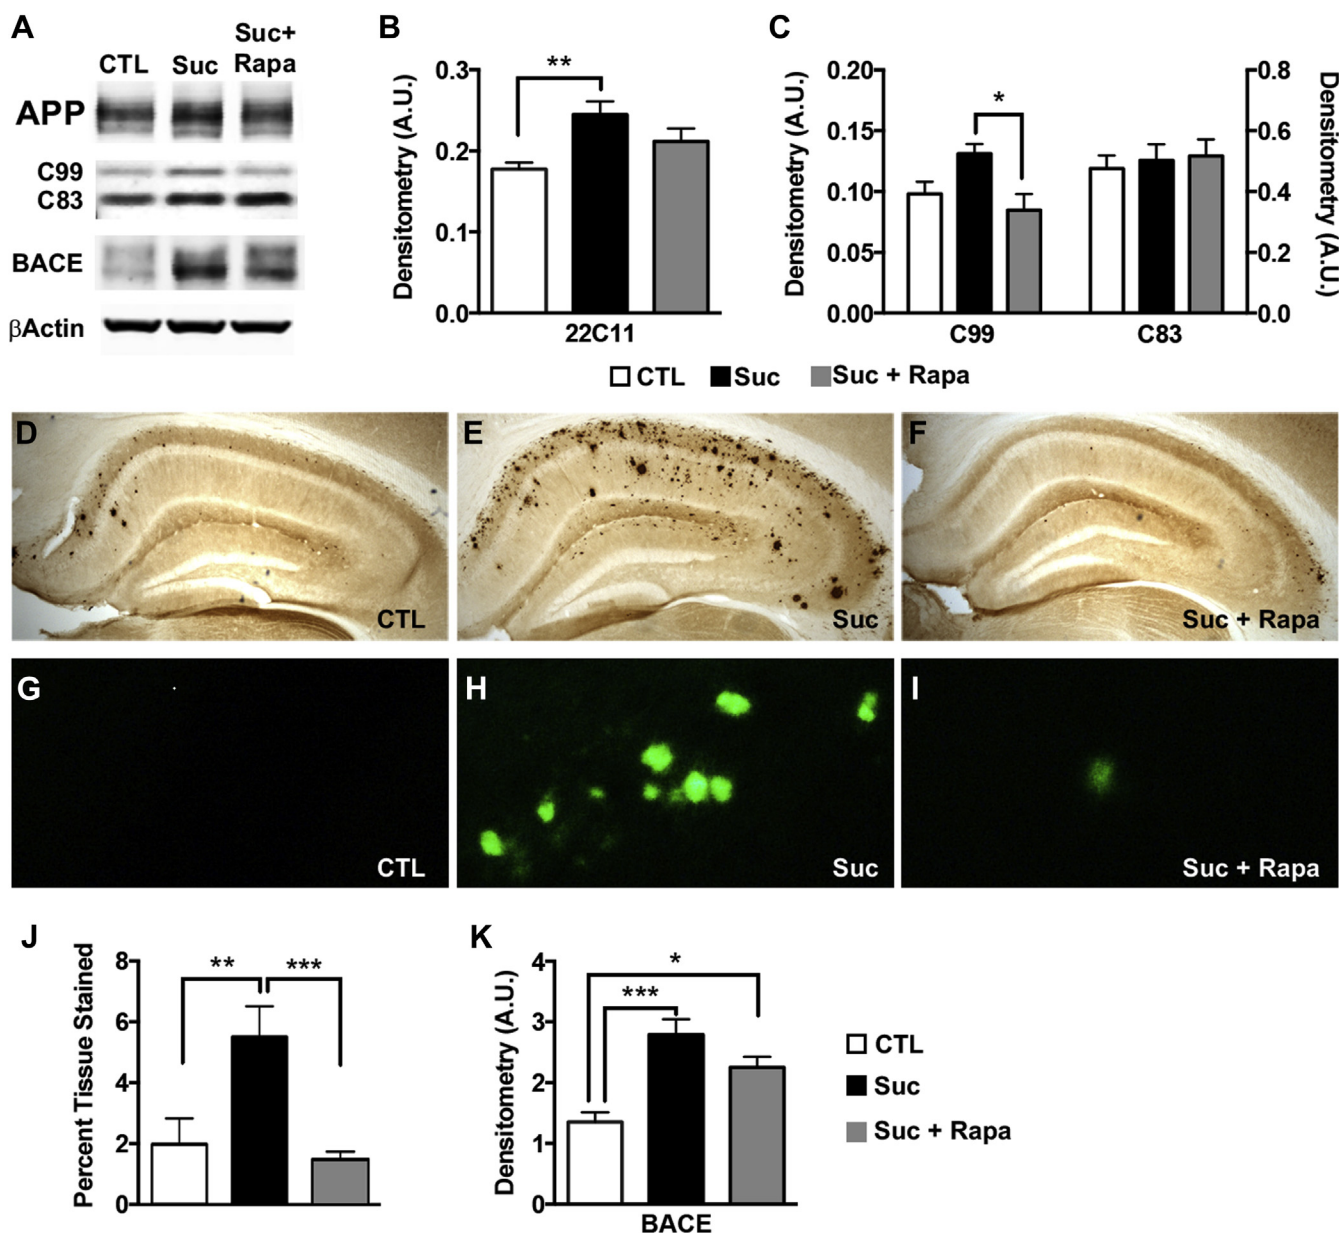 A
CTL
Suc
Suc+
Rapa
APP
C99
C83
BACE
βActin
B
Densitometry (A.U.)
0.3
0.2
0.1
0.0
**
22C11
C
Densitometry (A.U.)
0.20
0.15
0.10
0.05
0.00
*
C99
C83
0.8
0.6
0.4
0.2
0.0
Densitometry (A.U.)
CTL
Suc
Suc + Rapa
D
CTL
E
Suc
F
Suc + Rapa
G
CTL
H
Suc
I
Suc + Rapa
J
Percent Tissue Stained
8
6
4
2
0
**
***
K
Densitometry (A.U.)
4
3
2
1
0
*
***
BACE
CTL
Suc
Suc + Rapa